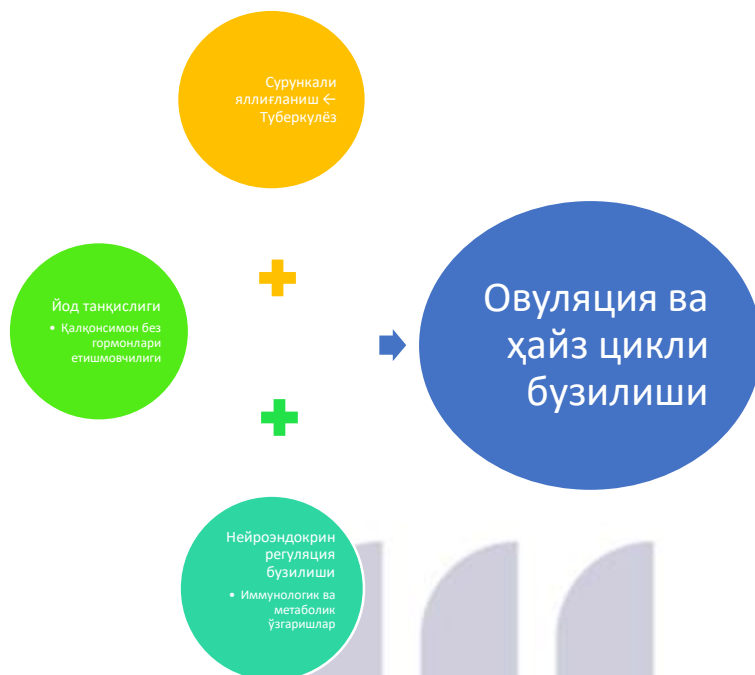 Сурункали
яллиғланиш ←
Туберкулёз
Йод танқислиги
• Қалқонсимон без
гормонлари
етишмовчилиги
Овуляция ва
ҳайз цикли
бузилиши
Нейроэндокрин
регуляция
бузилиши
• Иммунологик ва
метаболик
ўзгаришлар